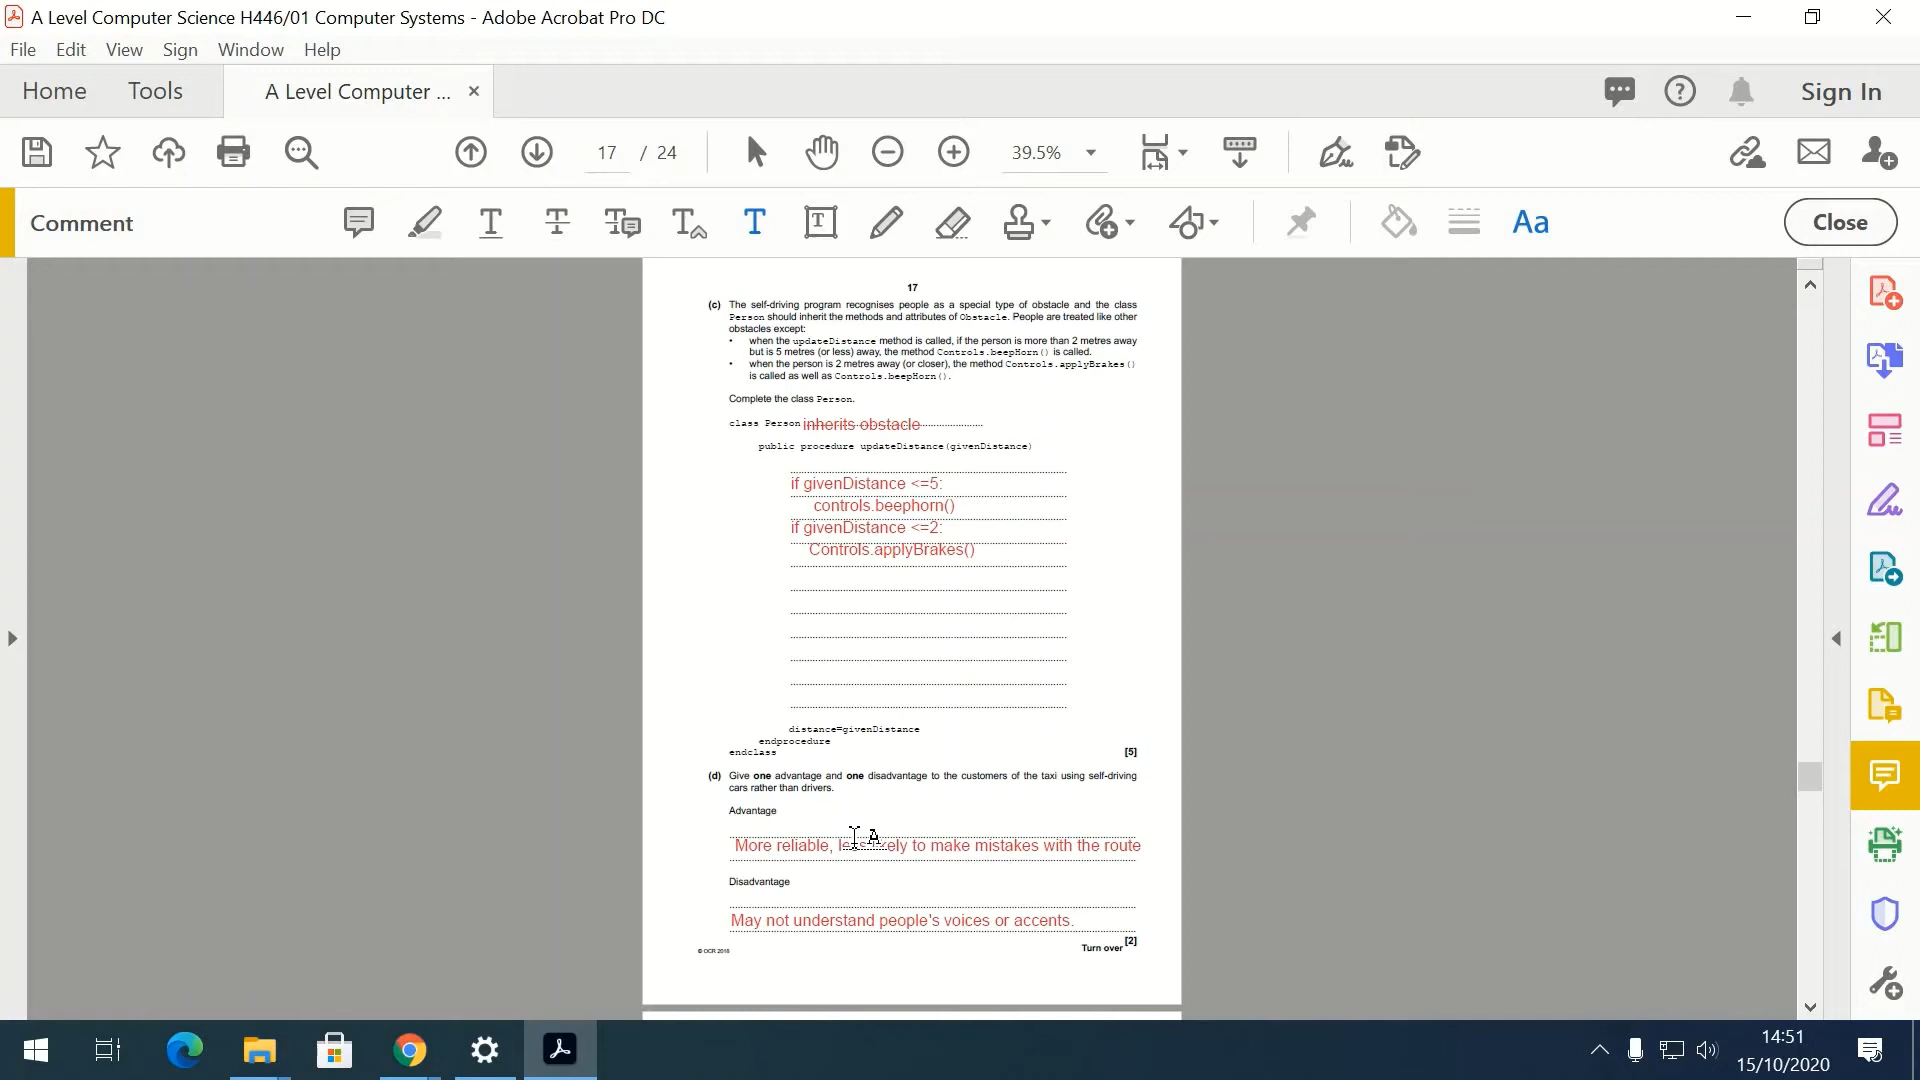 A Level Computer Science H446/01 Computer Systems - Adobe Acrobat Pro DC
File Edit View Sign Window Help
Home Tools A Level Computer ... × Sign In
17 / 24 39.5%
Comment Close
17
(c) The self-driving program recognises people as a special type of obstacle and the class
Person should inherit the methods and attributes of Obstacle. People are treated like other
obstacles except:
• when the updateDistance method is called, if the person is more than 2 metres away
but is 5 metres (or less) away, the method Controls.beepHorn() is called.
• when the person is 2 metres away (or closer), the method Controls.applyBrakes()
is called as well as Controls.beepHorn().
Complete the class Person.
class Person inherits obstacle
public procedure updateDistance(givenDistance)
if givenDistance <=5:
controls.beephorn()
if givenDistance <=2:
Controls.applyBrakes()
distance=givenDistance
endprocedure
endclass [5]
(d) Give one advantage and one disadvantage to the customers of the taxi using self-driving
cars rather than drivers.
Advantage
More reliable, less likely to make mistakes with the route
Disadvantage
May not understand people's voices or accents.
[2]
© OCR 2018 Turn over
14:51
15/10/2020